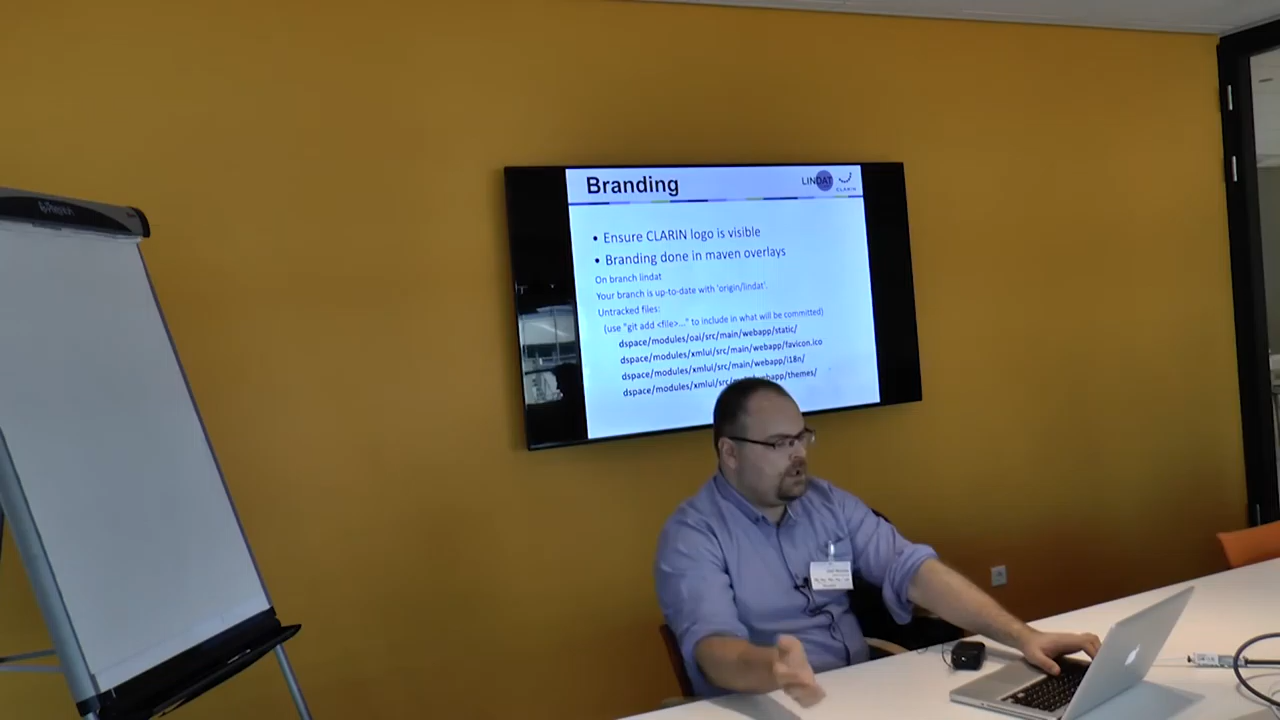 Branding
LINDAT
CLARIN
• Ensure CLARIN logo is visible
• Branding done in maven overlays
On branch lindat
Your branch is up-to-date with 'origin/lindat'.
Untracked files:
(use "git add <file>..." to include in what will be committed)
dspace/modules/oai/src/main/webapp/static/
dspace/modules/xmlui/src/main/webapp/favicon.ico
dspace/modules/xmlui/src/main/webapp/i18n/
dspace/modules/xmlui/src/ webapp/themes/